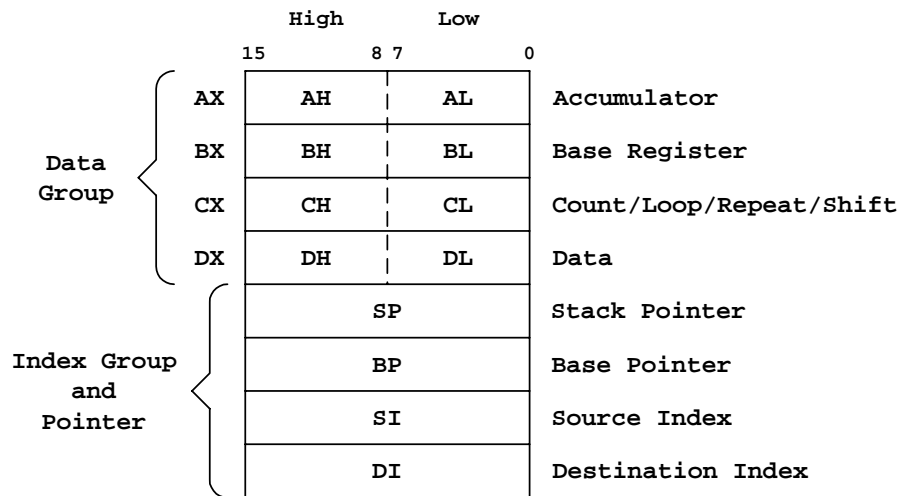 High Low
15 8 7 0
AX AH AL Accumulator
BX BH BL Base Register
Data
Group
CX CH CL Count/Loop/Repeat/Shift
DX DH DL Data
SP Stack Pointer
Index Group
and
Pointer
BP Base Pointer
SI Source Index
DI Destination Index